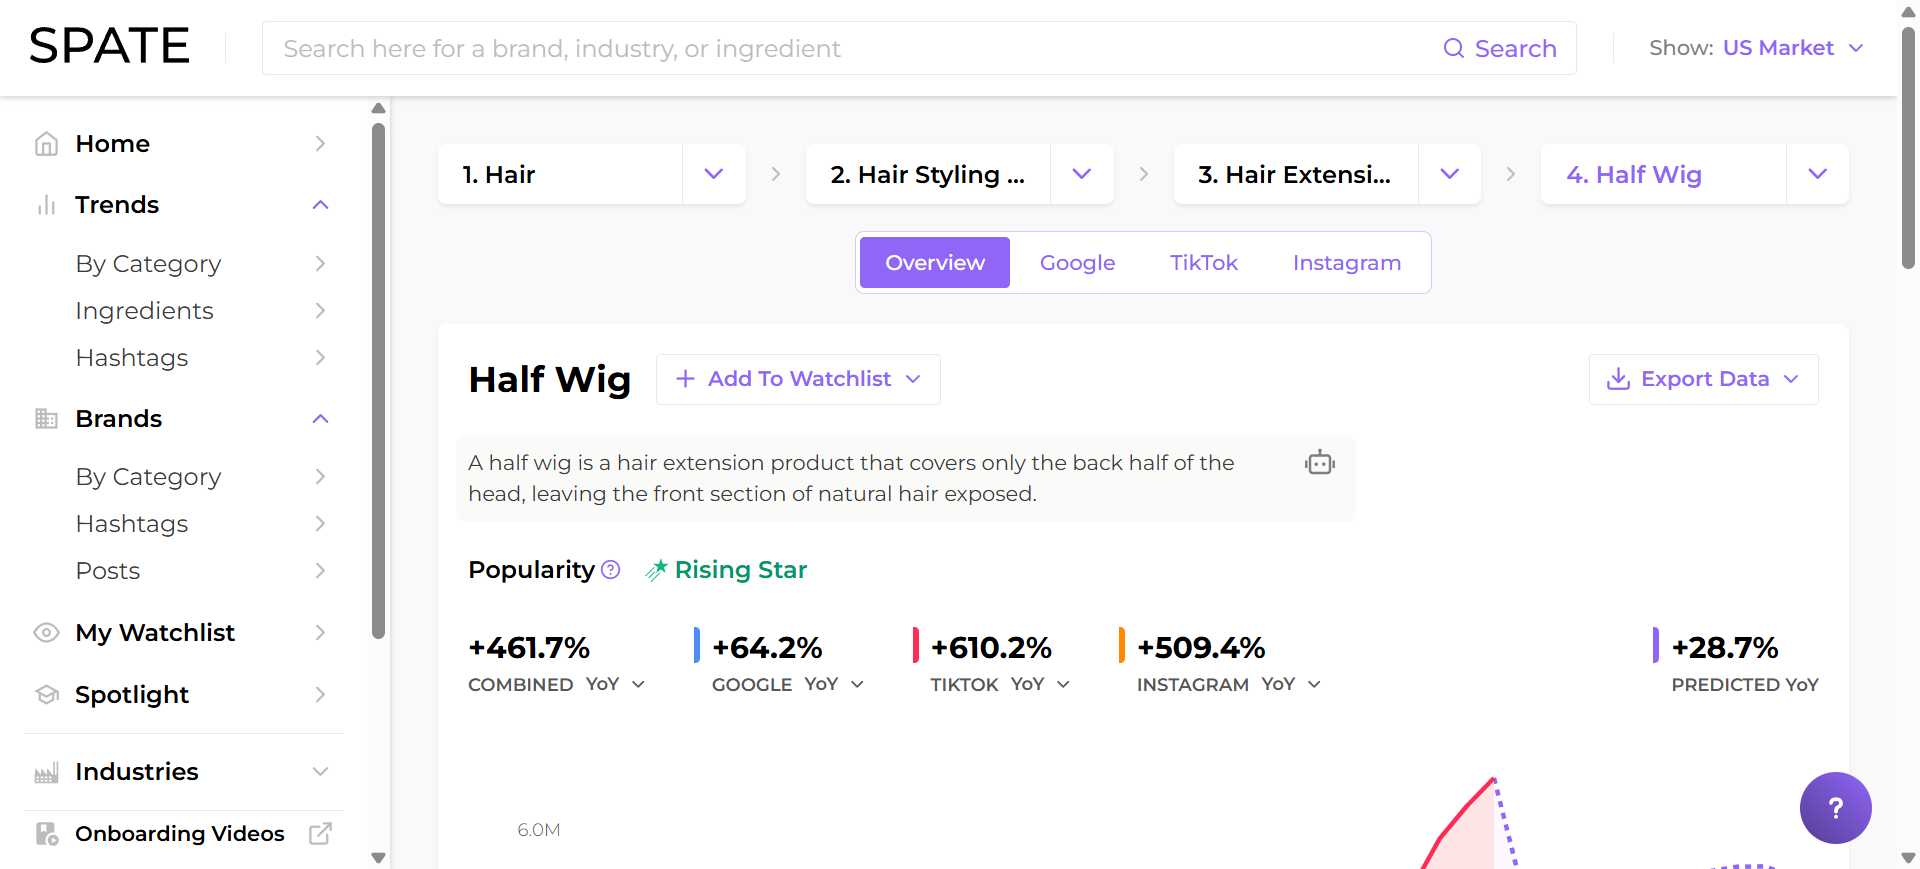 SPATE
Search here for a brand, industry, or ingredient
Search
Show: US Market
Home
Trends
by Category
Ingredients
Hashtags
Brands
by Category
Hashtags
Posts
My Watchlist
Spotlight
Industries
Onboarding Videos
1. Hair
2. Hair Styling ...
3. Hair Extensi...
4. Half Wig
Overview
Google
TikTok
Instagram
Half Wig
Add To Watchlist
Export Data
A half wig is a hair extension product that covers only the back half of the
head, leaving the front section of natural hair exposed.
Popularity ?
Rising Star
+461.7%
COMBINED YoY
+64.2%
GOOGLE YoY
+610.2%
TIKTOK YoY
+509.4%
INSTAGRAM YoY
+28.7%
PREDICTED YoY
6.0M
?